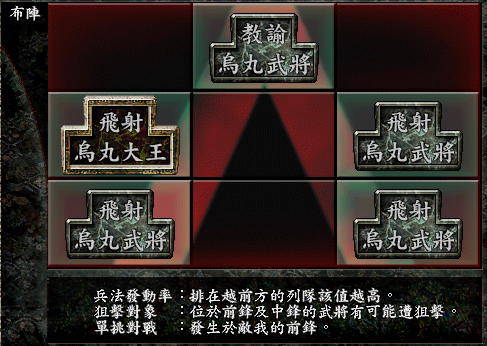 布陣
教諭
烏丸武將
飛射
烏丸大王
飛射
烏丸武將
飛射
烏丸武將
飛射
烏丸武將
兵法發動率：排在越前方的列隊該值越高。
狙擊對象：位於前鋒及中鋒的武將有可能遭狙擊。
單挑對戰：發生於敵我的前鋒。